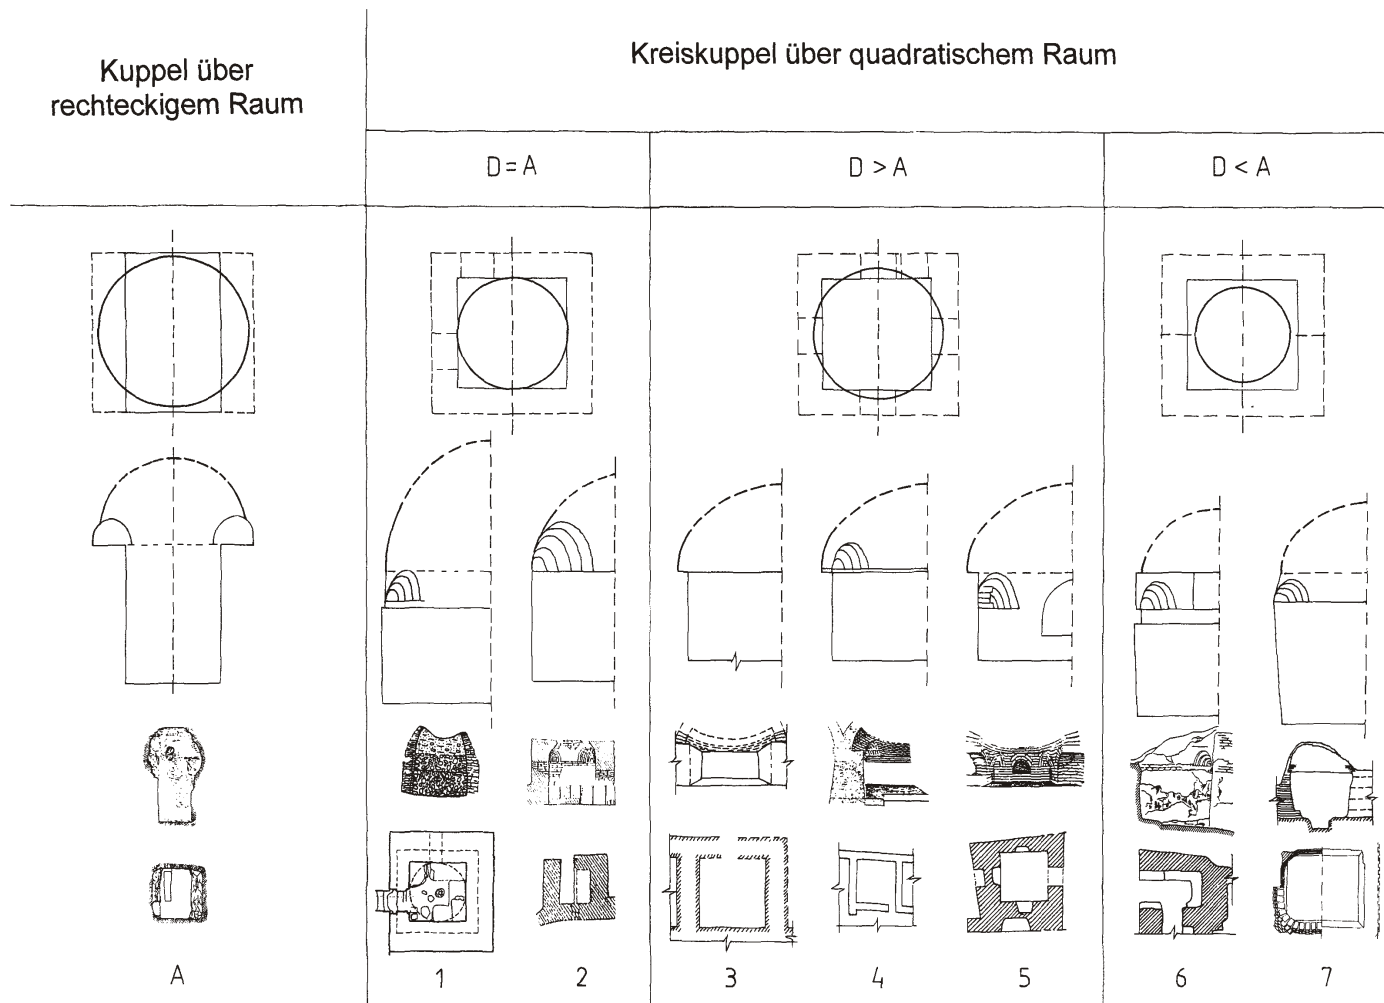 Kuppel über
rechteckigem Raum
Kreiskuppel über quadratischem Raum
D = A
D > A
D < A
A
1
2
3
4
5
6
7